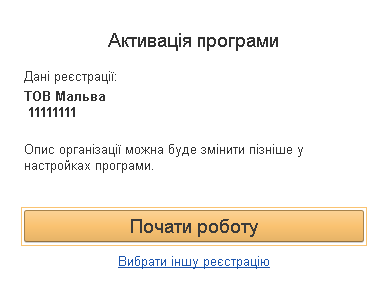 Активація програми
Дані реєстрації:
ТОВ Мальва
11111111
Опис організації можна буде змінити пізніше у
настройках програми.
Почати роботу
Вибрати іншу реєстрацію